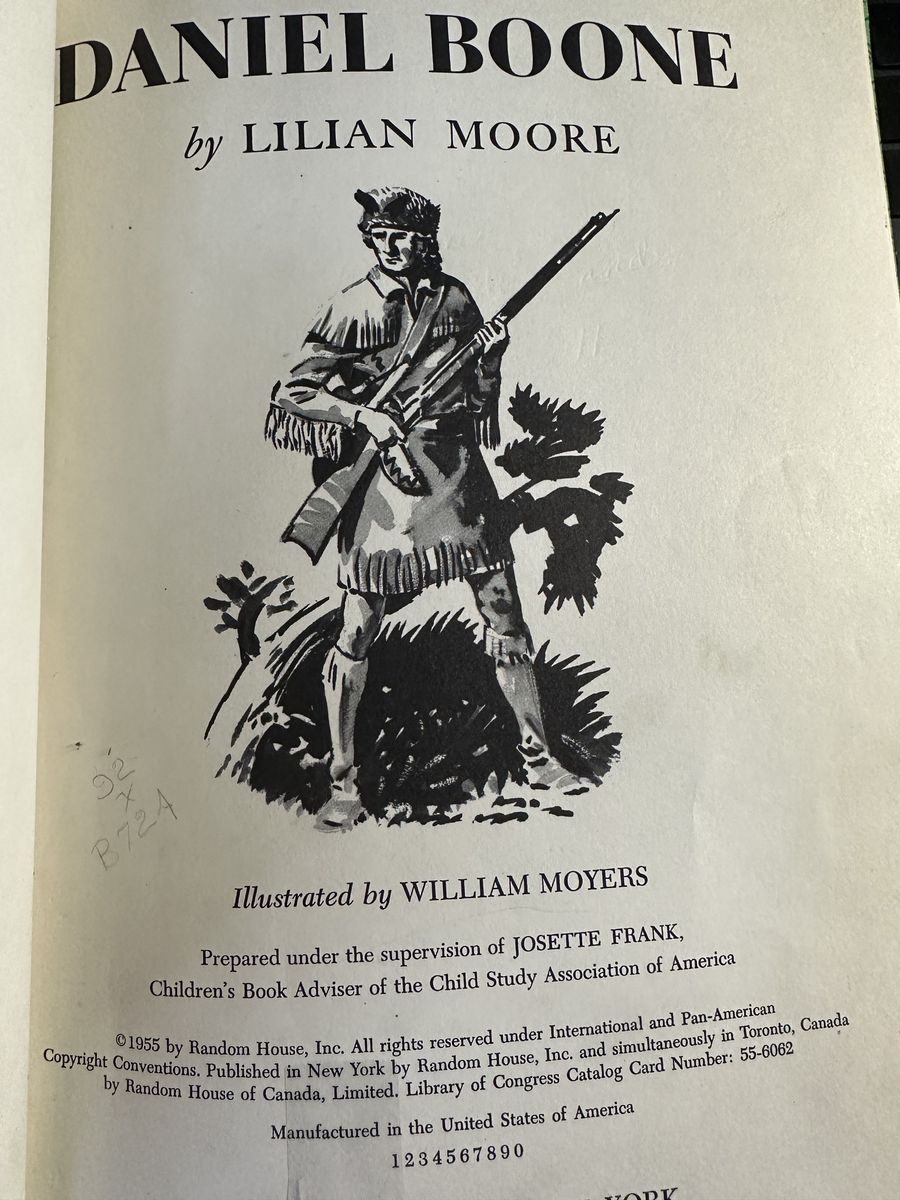 DANIEL BOONE
by LILIAN MOORE
92
x
B72A
Illustrated by WILLIAM MOYERS
Prepared under the supervision of JOSETTE FRANK,
Children's Book Adviser of the Child Study Association of America
©1955 by Random House, Inc. All rights reserved under International and Pan-American
Copyright Conventions. Published in New York by Random House, Inc. and simultaneously in Toronto, Canada
by Random House of Canada, Limited. Library of Congress Catalog Card Number: 55-6062
Manufactured in the United States of America
1 2 3 4 5 6 7 8 9 0
YORK